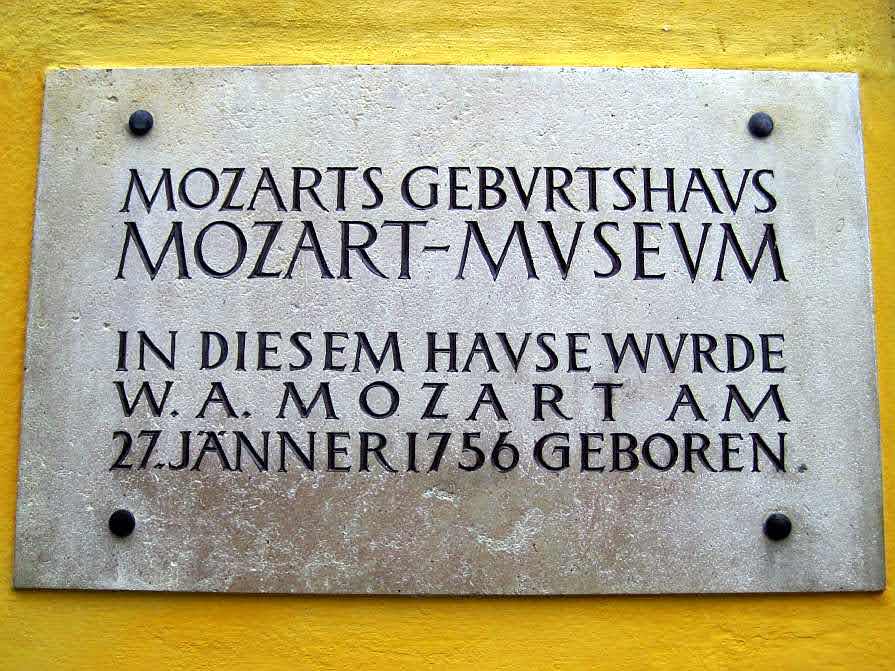 MOZARTS GEBVRTSHAVS
MOZART-MVSEVM
IN DIESEM HAVSE WVRDE
W. A. MOZART AM
27. JÄNNER 1756 GEBOREN.